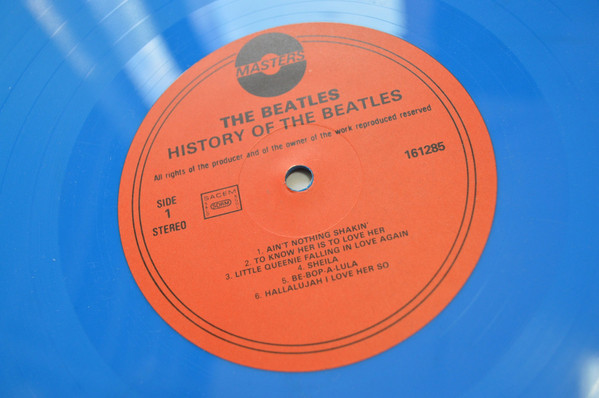 MASTERS
THE BEATLES
HISTORY OF THE BEATLES
All rights of the producer and of the owner of the work reproduced reserved
161285
SIDE
1
STEREO
SACEM
1. AIN'T NOTHING SHAKIN'
2. TO KNOW HER IS TO LOVE HER
3. LITTLE QUEENIE FALLING IN LOVE AGAIN
4. SHEILA
5. BE-BOP-A-LULA
6. HALLALUJAH I LOVE HER SO